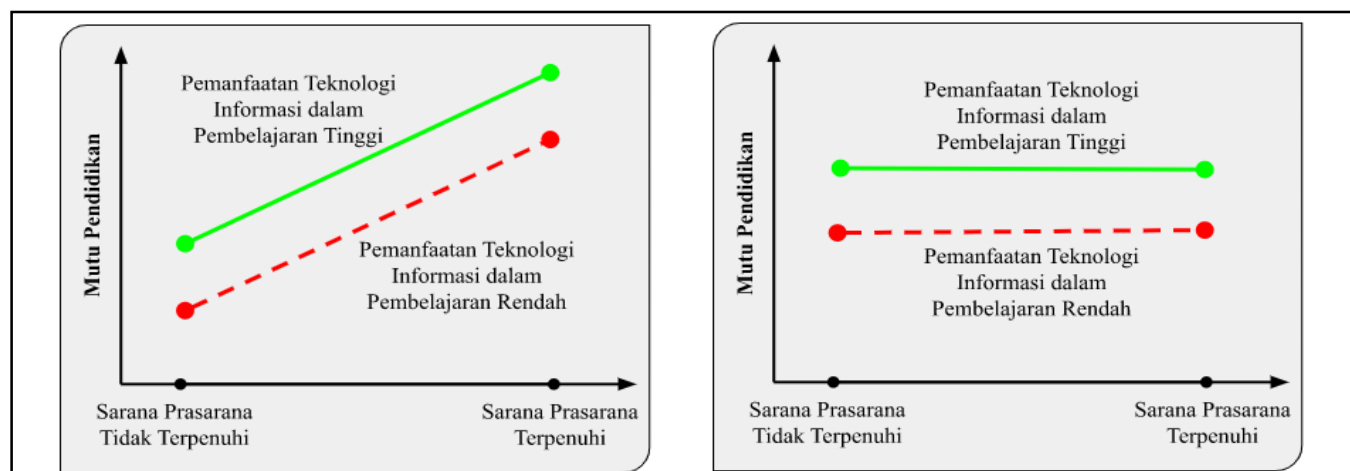 Pemanfaatan Teknologi
Informasi dalam
Pembelajaran Tinggi
Mutu Pendidikan
Pemanfaatan Teknologi
Informasi dalam
Pembelajaran Rendah
Sarana Prasarana
Tidak Terpenuhi
Sarana Prasarana
Terpenuhi
Pemanfaatan Teknologi
Informasi dalam
Pembelajaran Tinggi
Mutu Pendidikan
Pemanfaatan Teknologi
Informasi dalam
Pembelajaran Rendah
Sarana Prasarana
Tidak Terpenuhi
Sarana Prasarana
Terpenuhi